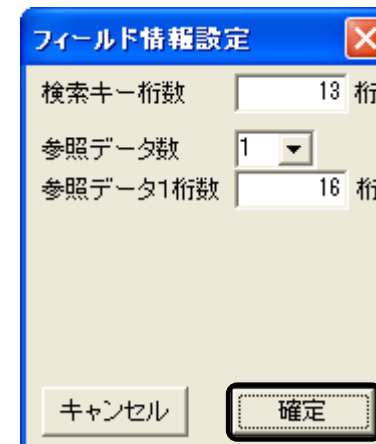 フィールド情報設定
検索キー桁数 13 桁
参照データ数 1
参照データ1桁数 16 桁
キャンセル 確定